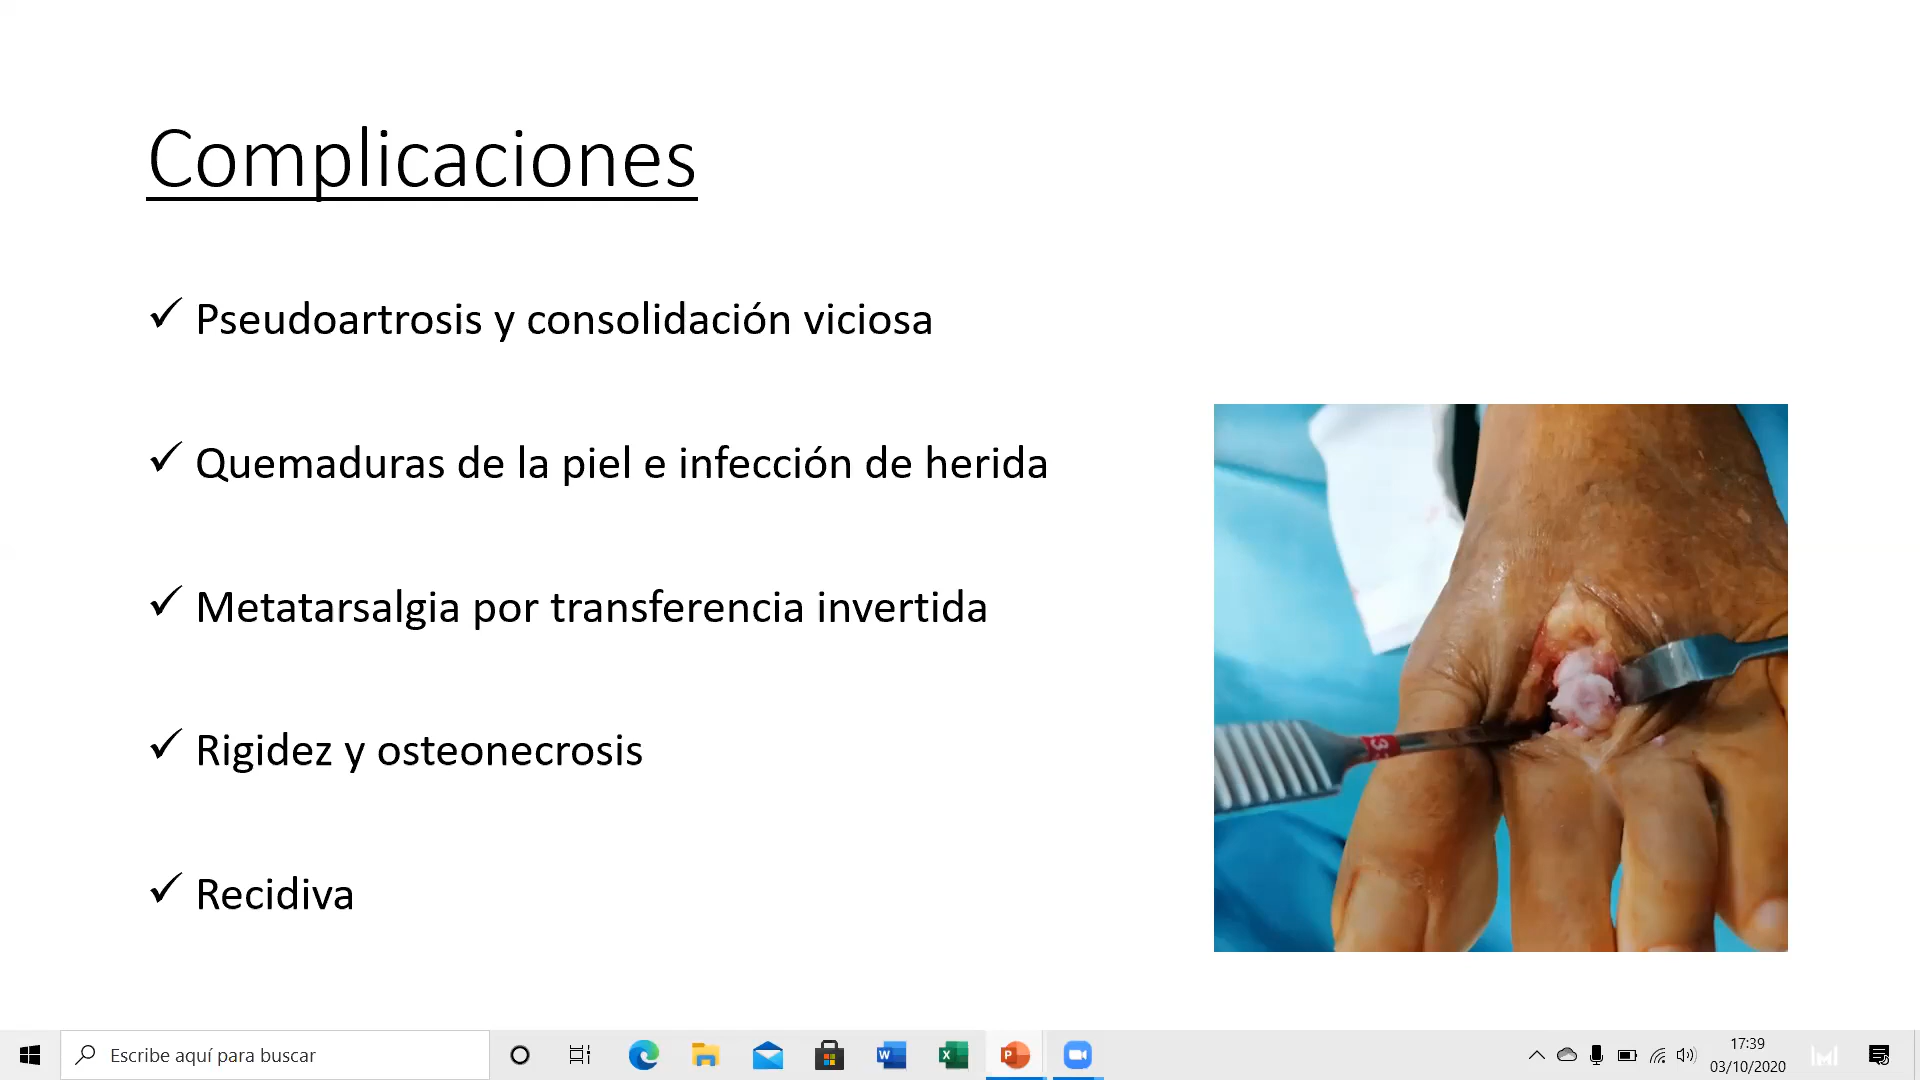 Complicaciones
Pseudoartrosis y consolidación viciosa
Quemaduras de la piel e infección de herida
Metatarsalgia por transferencia invertida
Rigidez y osteonecrosis
Recidiva
Escribe aquí para buscar
17:39
03/10/2020